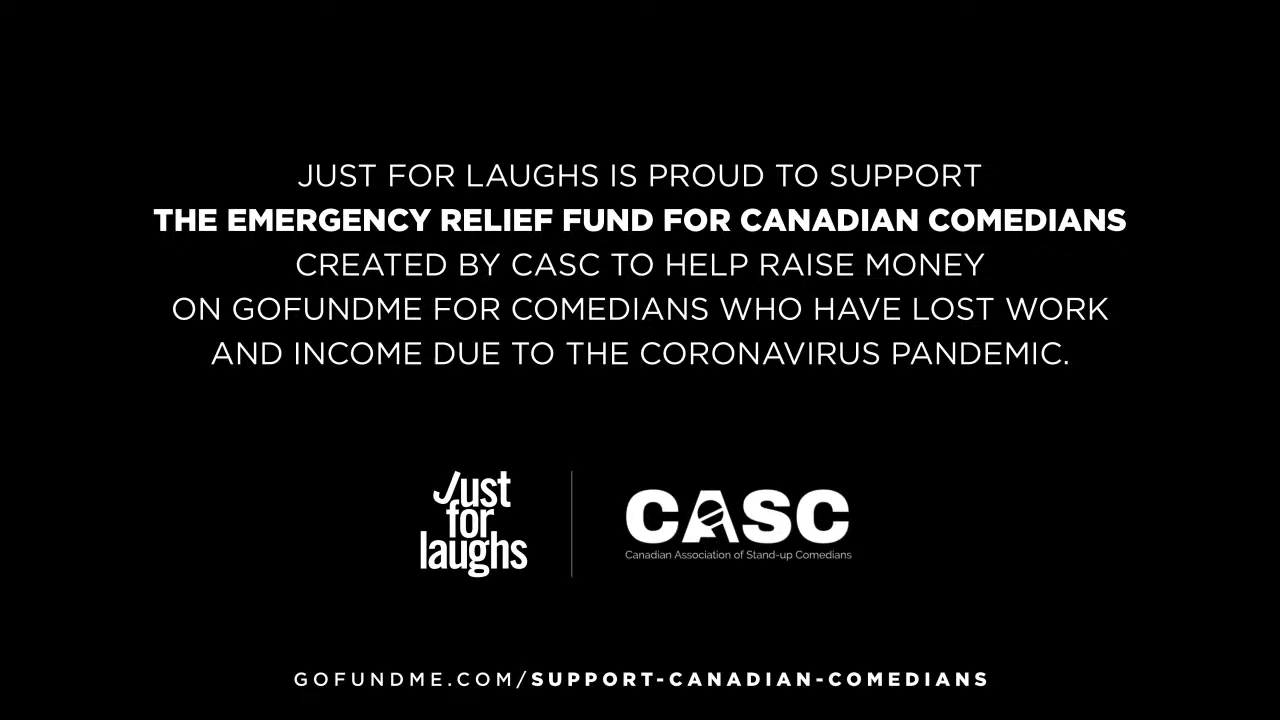 JUST FOR LAUGHS IS PROUD TO SUPPORT
THE EMERGENCY RELIEF FUND FOR CANADIAN COMEDIANS
CREATED BY CASC TO HELP RAISE MONEY
ON GOFUNDME FOR COMEDIANS WHO HAVE LOST WORK
AND INCOME DUE TO THE CORONAVIRUS PANDEMIC.
Just
for
laughs
CASC
Canadian Association of Stand-up Comedians
GOFUNDME.COM/SUPPORT-CANADIAN-COMEDIANS